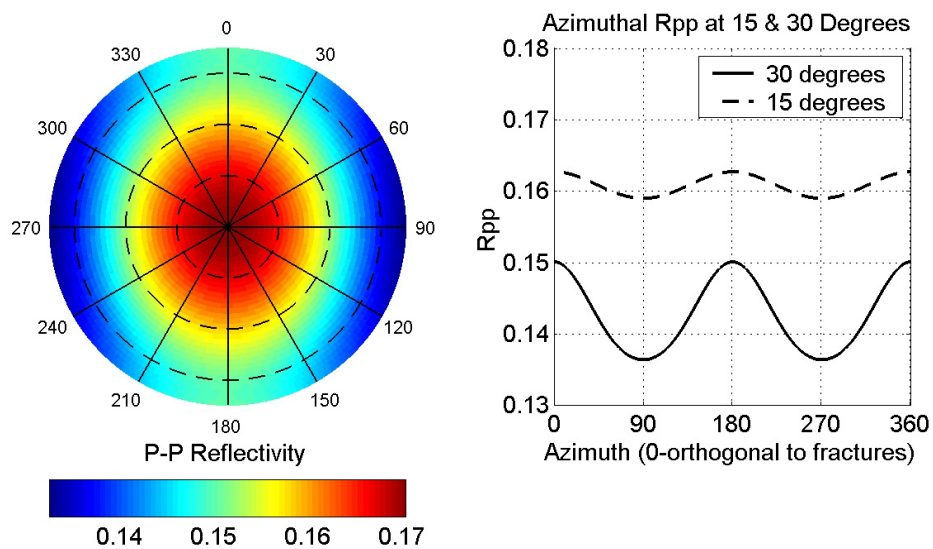 0
30
60
90
120
150
180
210
240
270
300
330
P-P Reflectivity
0.14 0.15 0.16 0.17
Azimuthal Rpp at 15 & 30 Degrees
30 degrees
15 degrees
Rpp
0.18
0.17
0.16
0.15
0.14
0.13
0 90 180 270 360
Azimuth (0-orthogonal to fractures)